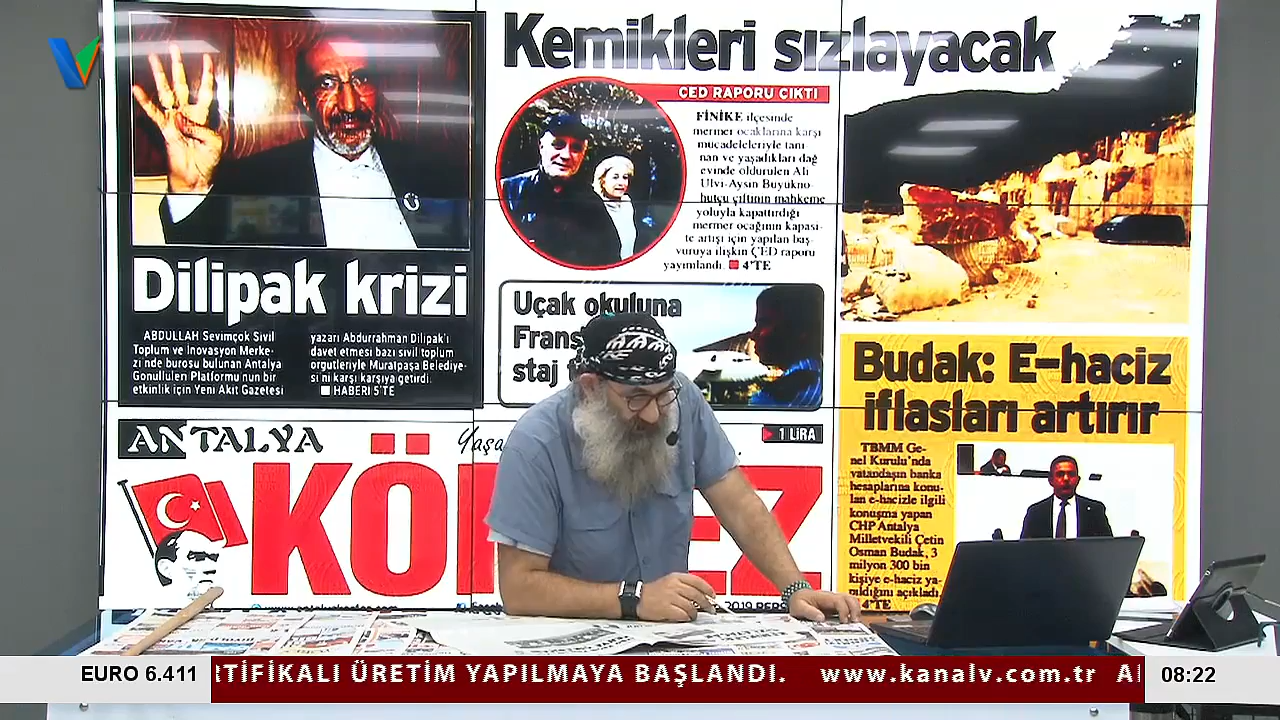 Kemikleri sızlayacak
ÇED RAPORU ÇIKTI
FİNİKE ilçesinde
mermer ocaklarına karşı
mücadeleleriyle tanı-
nan ve yaşadıkları dağ
evinde öldürülen Ali
Ulvi-Aysin Büyükno-
hutçu çiftinin mahkeme
yoluyla kapattırdığı
mermer ocağının kapasi-
te artışı için yapılan baş-
vuruya ilişkin ÇED raporu
yayımlandı. 4'TE
Dilipak krizi
ABDULLAH Sevimçok Sivil
Toplum ve İnovasyon Merke-
zi'nde bürosu bulunan Antalya
Gönüllüleri Platformu'nun bir
etkinlik için Yeni Akit Gazetesi
yazarı Abdurrahman Dilipak'ı
davet etmesi bazı sivil toplum
örgütleriyle Muratpaşa Belediye-
si'ni karşı karşıya getirdi.
HABERİ 5'TE
Uçak okuluna
Frans
staj
Budak: E-haciz
iflasları artırır
TBMM Ge-
nel Kurulu'nda
vatandaşın banka
hesaplarına konu-
lan e-hacizle ilgili
konuşma yapan
CHP Antalya
Milletvekili Çetin
Osman Budak, 3
milyon 300 bin
kişiye e-haciz ya-
pıldığını açıkladı.
4'TE
ANTALYA
Yaşa
1 LİRA
KÖ EZ
2019 PERŞ
EURO 6.411
TİFİKALI ÜRETİM YAPILMAYA BAŞLANDI. www.kanalv.com.tr
08:22